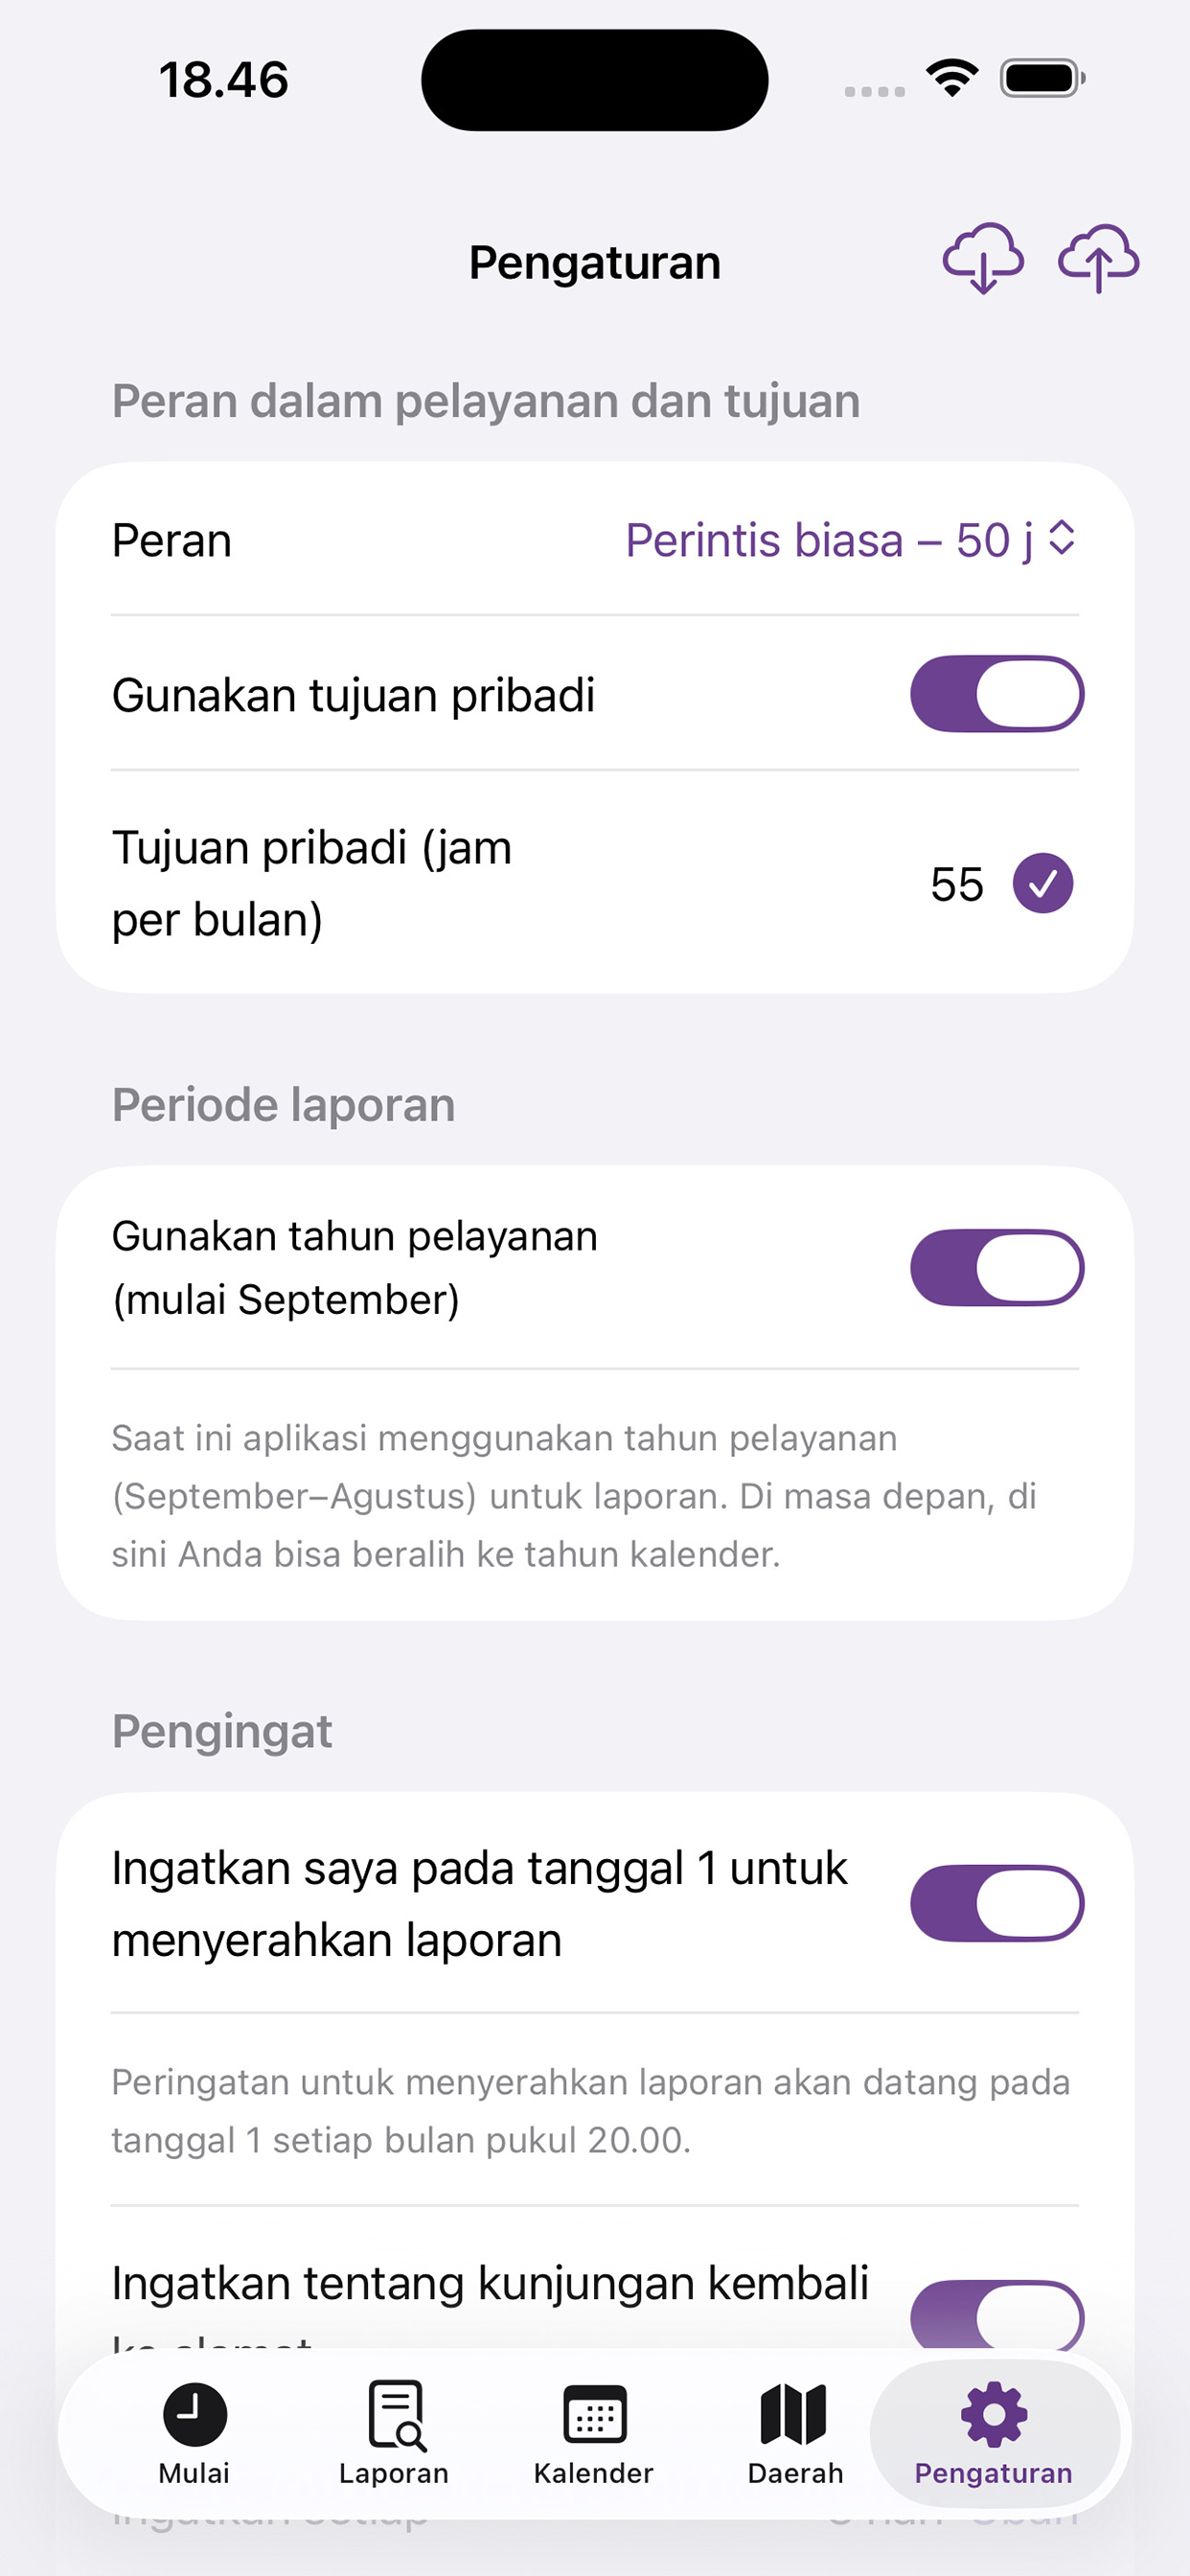 18.46
Pengaturan
Peran dalam pelayanan dan tujuan
Peran
Perintis biasa – 50 j
Gunakan tujuan pribadi
Tujuan pribadi (jam
per bulan)
55
Periode laporan
Gunakan tahun pelayanan
(mulai September)
Saat ini aplikasi menggunakan tahun pelayanan
(September–Agustus) untuk laporan. Di masa depan, di
sini Anda bisa beralih ke tahun kalender.
Pengingat
Ingatkan saya pada tanggal 1 untuk
menyerahkan laporan
Peringatan untuk menyerahkan laporan akan datang pada
tanggal 1 setiap bulan pukul 20.00.
Ingatkan tentang kunjungan kembali
Mulai
Laporan
Kalender
Daerah
Pengaturan